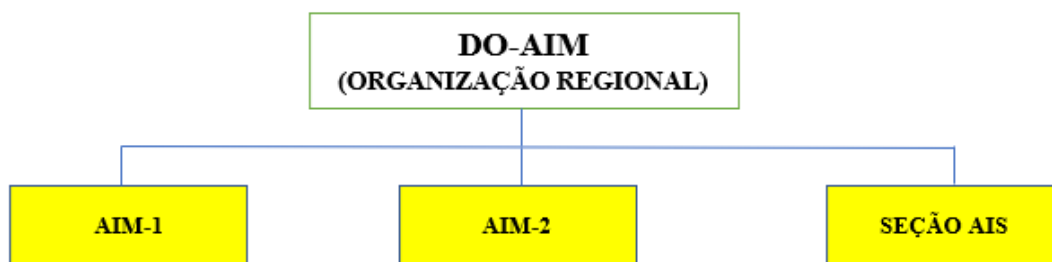 DO-AIM
(ORGANIZAÇÃO REGIONAL)
AIM-1
AIM-2
SEÇÃO AIS